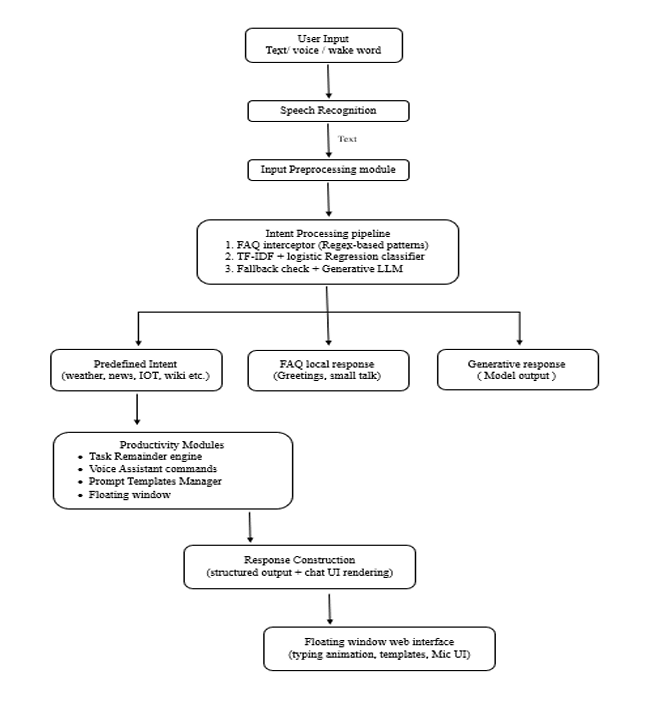 User Input
Text/ voice / wake word
Speech Recognition
Text
Input Preprocessing module
Intent Processing pipeline
1. FAQ interceptor (Regex-based patterns)
2. TF-IDF + logistic Regression classifier
3. Fallback check + Generative LLM
Predefined Intent
(weather, news, IOT, wiki etc.)
FAQ local response
(Greetings, small talk)
Generative response
( Model output )
Productivity Modules
• Task Remainder engine
• Voice Assistant commands
• Prompt Templates Manager
• Floating window
Response Construction
(structured output + chat UI rendering)
Floating window web interface
(typing animation, templates, Mic UI)